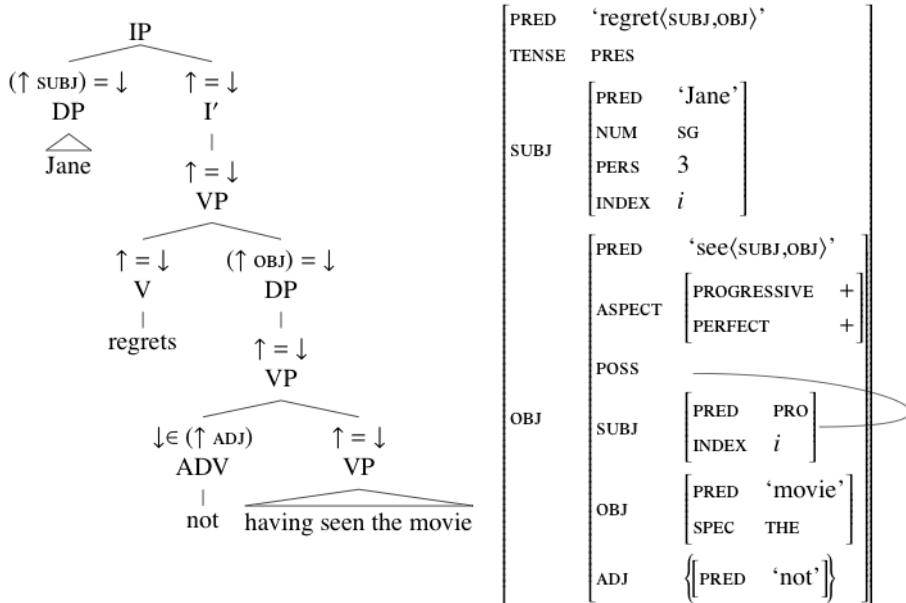 IP
(↑ SUBJ) = ↓ ↑ = ↓
DP I′
Jane
↑ = ↓
VP
↑ = ↓ (↑ OBJ) = ↓
V DP
regrets
↑ = ↓
VP
↓∈ (↑ ADJ) ↑ = ↓
ADV VP
not having seen the movie
PRED ‘regret⟨SUBJ,OBJ⟩’
TENSE PRES
SUBJ
PRED ‘Jane’
NUM SG
PERS 3
INDEX i
OBJ
PRED ‘see⟨SUBJ,OBJ⟩’
ASPECT
PROGRESSIVE +
PERFECT +
POSS
SUBJ
PRED PRO
INDEX i
OBJ
PRED ‘movie’
SPEC THE
ADJ {[PRED ‘not’]}